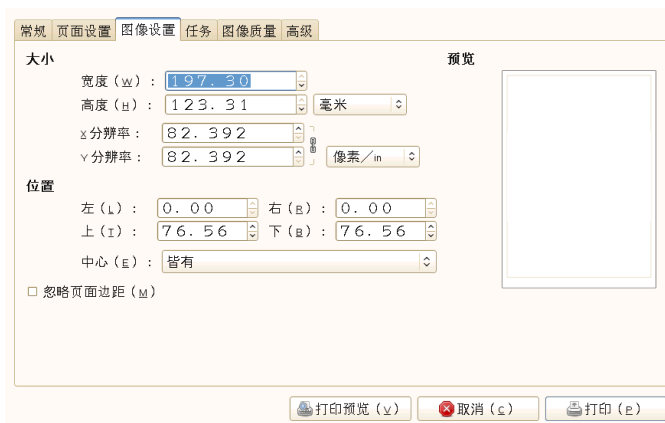 常规 页面设置 图像设置 任务 图像质量 高级
大小 预览
宽度(W): 197.30
高度(H): 123.31 毫米
X分辨率: 82.392
Y分辨率: 82.392 像素/in
位置
左(L): 0.00 右(R): 0.00
上(T): 76.56 下(B): 76.56
中心(E): 皆有
忽略页面边距(M)
打印预览(V) 取消(C) 打印(P)